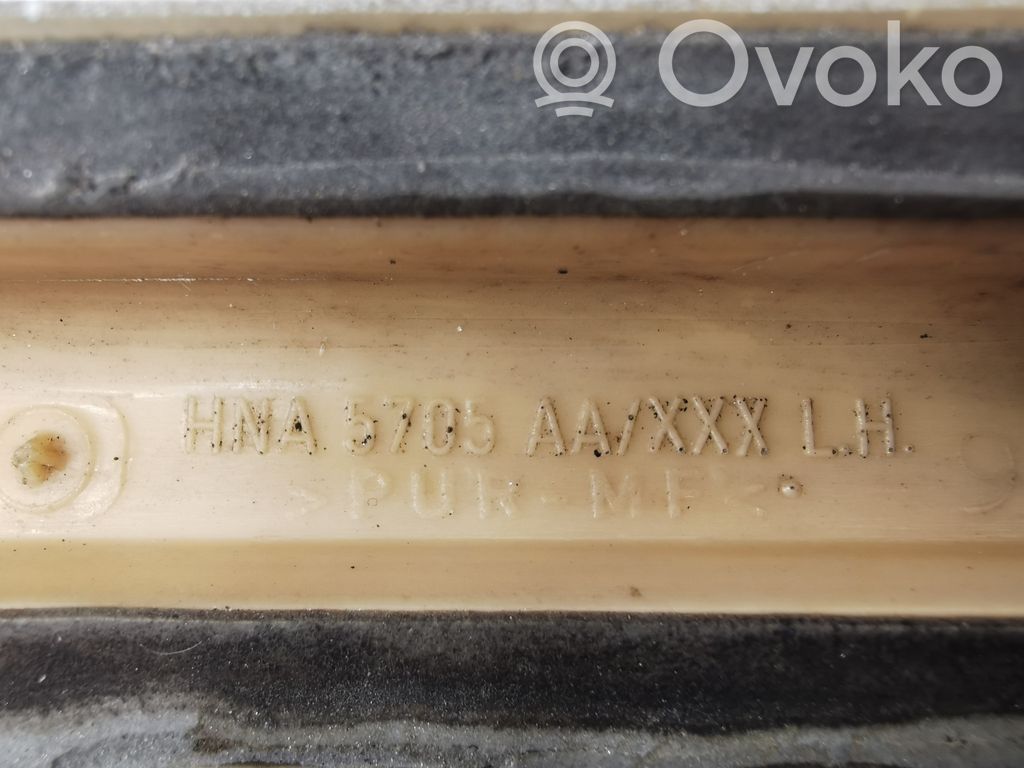 Ovoko
HNA 5705 AA/XXX L.H.
>PUR-MF<